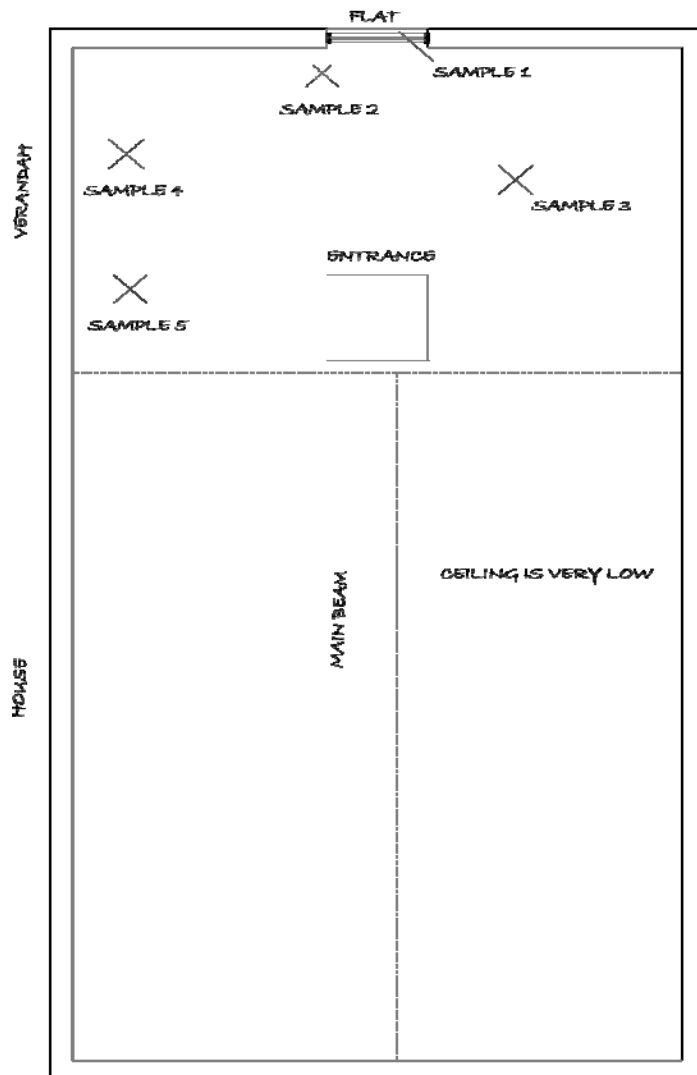 FLAT
SAMPLE 1
SAMPLE 2
SAMPLE 4
SAMPLE 3
VERANDAH
ENTRANCE
SAMPLE 5
CEILING IS VERY LOW
MAIN BEAM
HOUSE